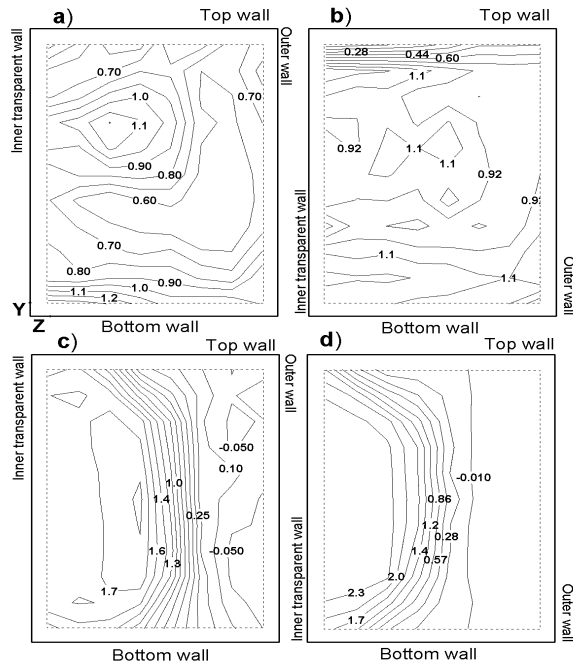 a)
Top wall
b)
Top wall
Inner transparent wall
Outer wall
0.70
0.70
1.0
1.1
0.90
0.80
0.60
0.70
0.80
0.90
1.1
1.0
1.2
Inner transparent wall
0.28
0.44
0.60
1.1
0.92
1.1
1.1
0.92
0.9
1.1
1.1
Outer wall
Y
Z
Bottom wall
Bottom wall
c)
Top wall
d)
Top wall
Inner transparent wall
Outer wall
-0.050
0.10
1.0
1.4
0.25
1.6
-0.050
1.3
1.7
Inner transparent wall
-0.010
0.86
1.2
0.28
1.4
0.57
2.0
2.3
1.7
Outer wall
Bottom wall
Bottom wall